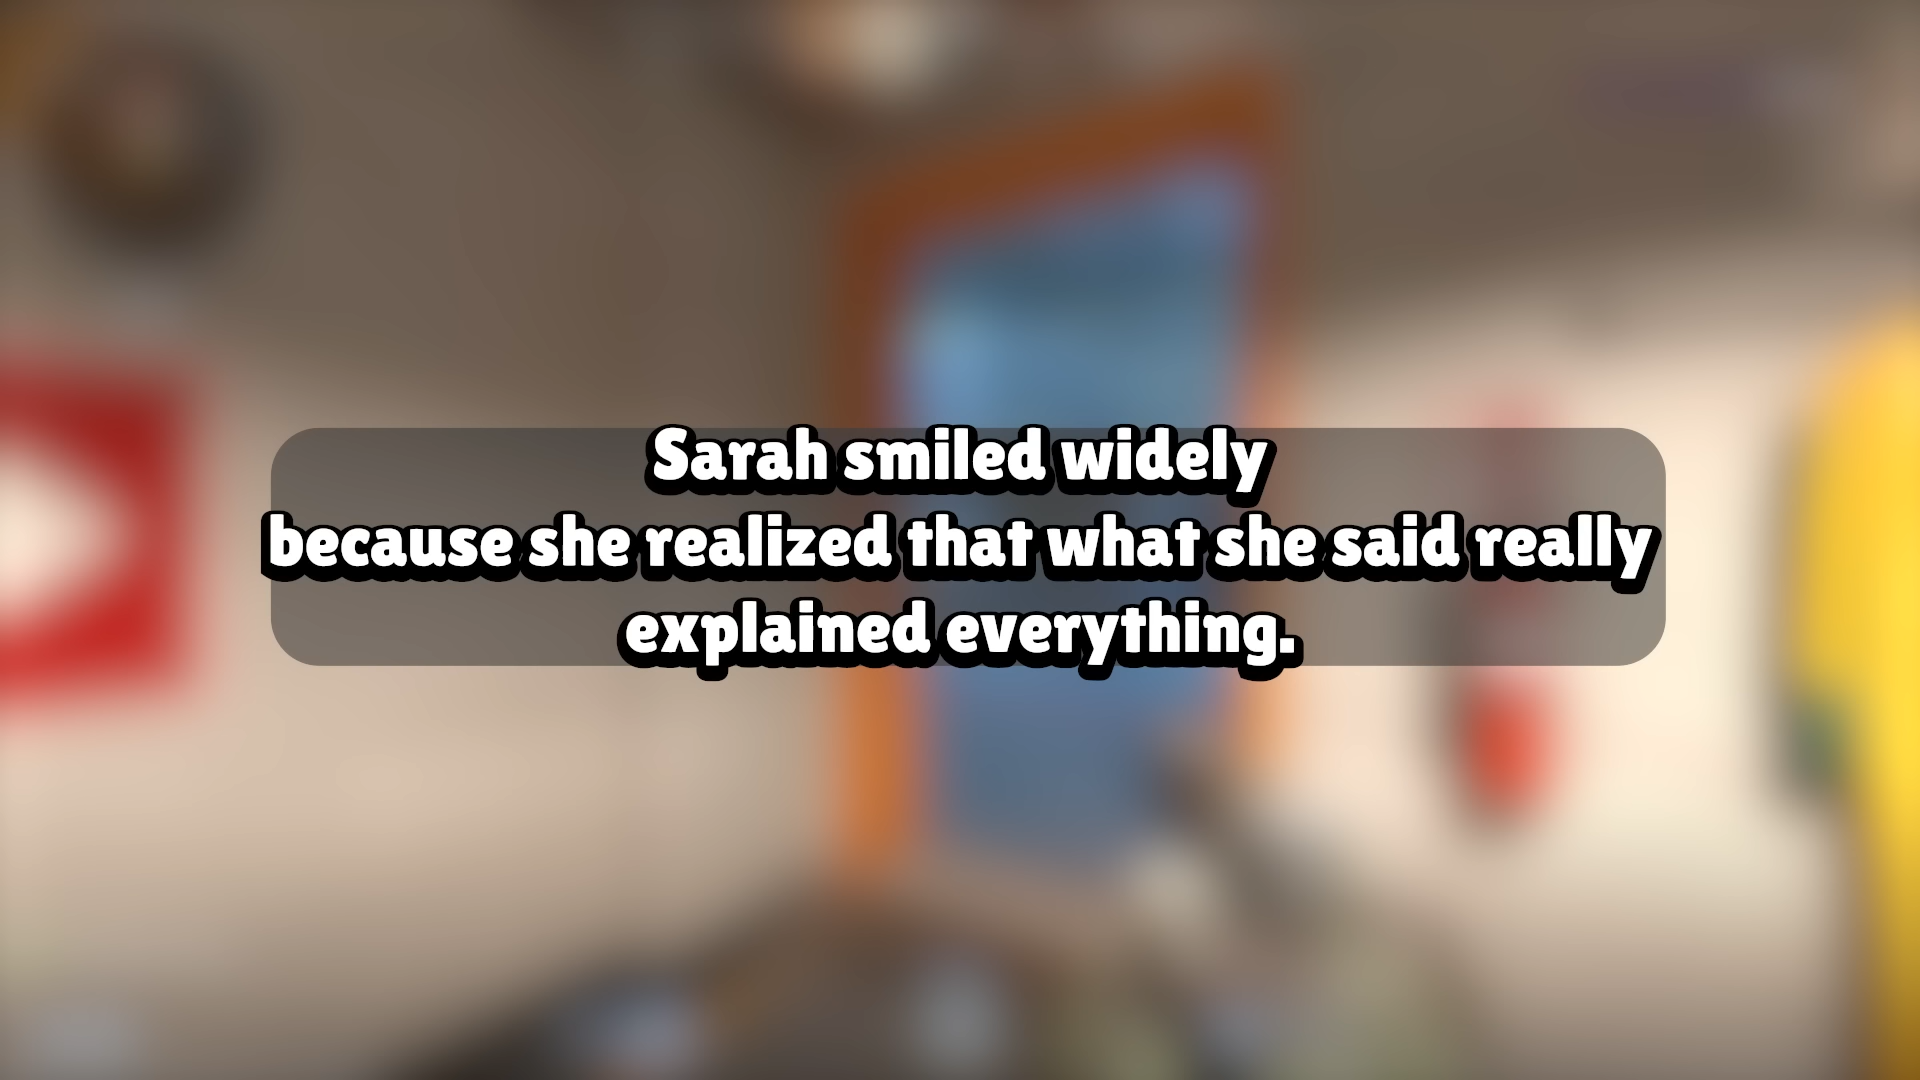 Sarah smiled widely
because she realized that what she said really
explained everything.